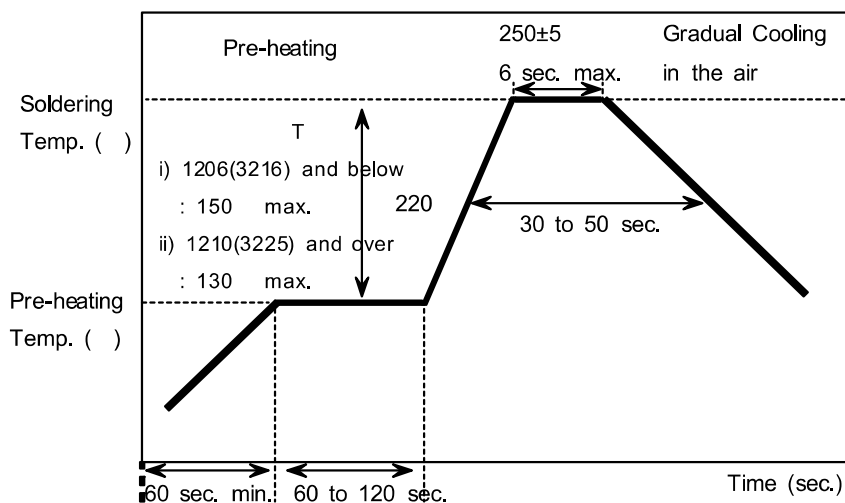 Pre-heating
250±5
6 sec. max.
Gradual Cooling
in the air
Soldering
Temp. ( )
T
i) 1206(3216) and below
: 150 max.
ii) 1210(3225) and over
: 130 max.
220
30 to 50 sec.
Pre-heating
Temp. ( )
60 sec. min.
60 to 120 sec.
Time (sec.)